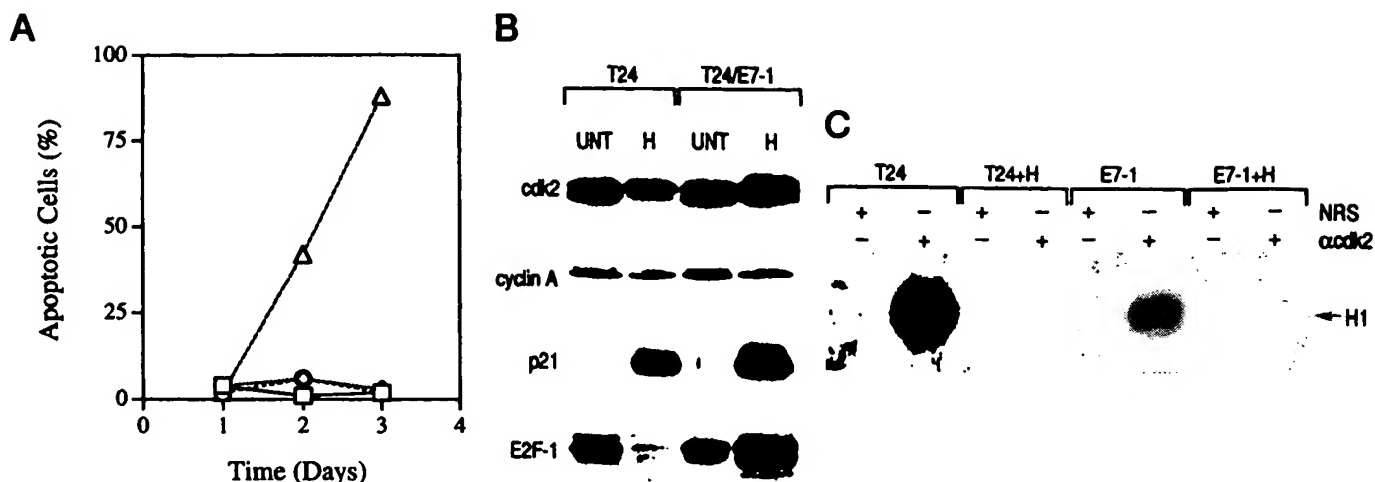 A
100
75
50
25
0
Apoptotic Cells (%)
0 1 2 3 4
Time (Days)
B
T24 T24/E7-1
UNT H UNT H
cdk2
cyclin A
p21
E2F-1
C
T24 T24+H E7-1 E7-1+H
+ − + − + − + − NRS
− + − + − + − + αcdk2
H1